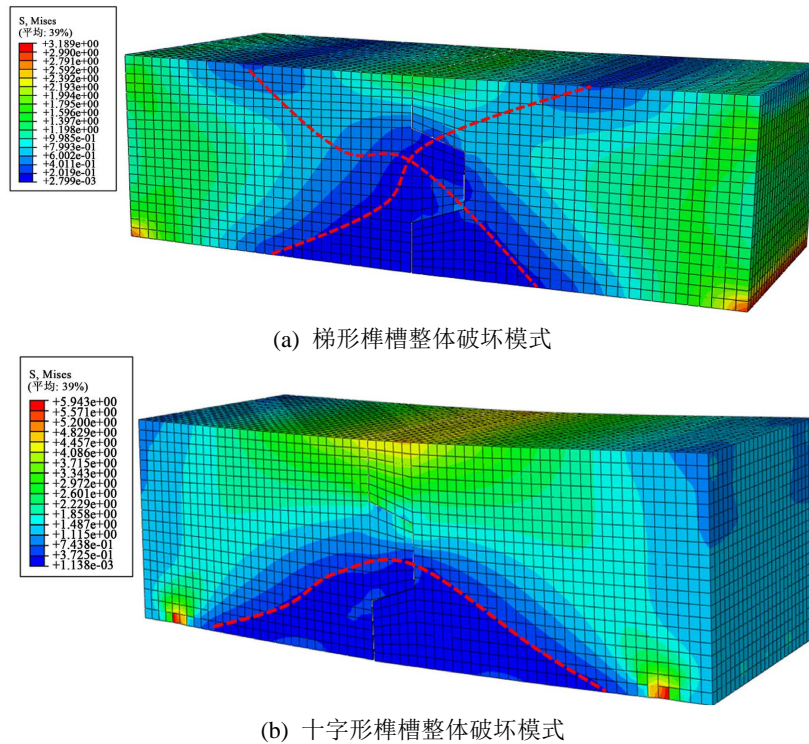 S, Mises
(平均: 39%)
+3.189e+00
+2.990e+00
+2.791e+00
+2.592e+00
+2.392e+00
+2.193e+00
+1.994e+00
+1.795e+00
+1.596e+00
+1.397e+00
+1.198e+00
+9.985e-01
+7.993e-01
+6.002e-01
+4.011e-01
+2.019e-01
+2.799e-03
(a) 梯形榫槽整体破坏模式
S, Mises
(平均: 39%)
+5.943e+00
+5.571e+00
+5.200e+00
+4.829e+00
+4.457e+00
+4.086e+00
+3.715e+00
+3.343e+00
+2.972e+00
+2.601e+00
+2.229e+00
+1.858e+00
+1.487e+00
+1.115e+00
+7.438e-01
+3.725e-01
+1.138e-03
(b) 十字形榫槽整体破坏模式